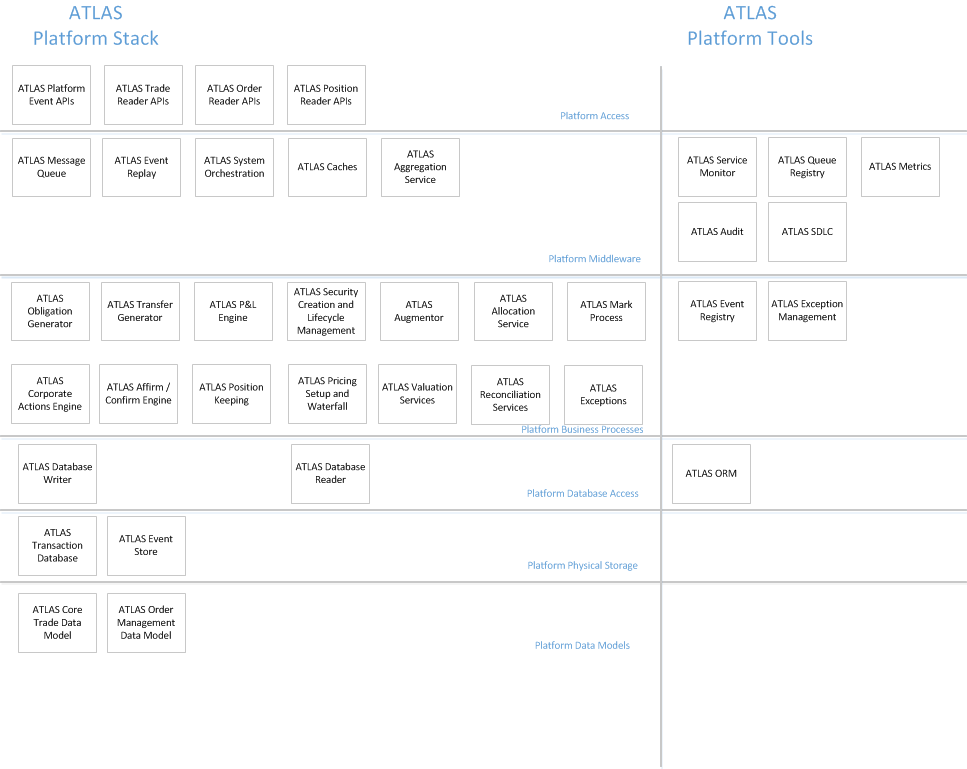 ATLAS
Platform Stack
ATLAS
Platform Tools
ATLAS Platform
Event APIs
ATLAS Trade
Reader APIs
ATLAS Order
Reader APIs
ATLAS Position
Reader APIs
Platform Access
ATLAS Message
Queue
ATLAS Event
Replay
ATLAS System
Orchestration
ATLAS Caches
ATLAS
Aggregation
Service
ATLAS Service
Monitor
ATLAS Queue
Registry
ATLAS Metrics
ATLAS Audit
ATLAS SDLC
Platform Middleware
ATLAS
Obligation
Generator
ATLAS Transfer
Generator
ATLAS P&L
Engine
ATLAS Security
Creation and
Lifecycle
Management
ATLAS
Augmentor
ATLAS
Allocation
Service
ATLAS Mark
Process
ATLAS Event
Registry
ATLAS Exception
Management
ATLAS
Corporate
Actions Engine
ATLAS Affirm /
Confirm Engine
ATLAS Position
Keeping
ATLAS Pricing
Setup and
Waterfall
ATLAS Valuation
Services
ATLAS
Reconciliation
Services
ATLAS
Exceptions
Platform Business Processes
ATLAS Database
Writer
ATLAS Database
Reader
Platform Database Access
ATLAS ORM
ATLAS
Transaction
Database
ATLAS Event
Store
Platform Physical Storage
ATLAS Core
Trade Data
Model
ATLAS Order
Management
Data Model
Platform Data Models